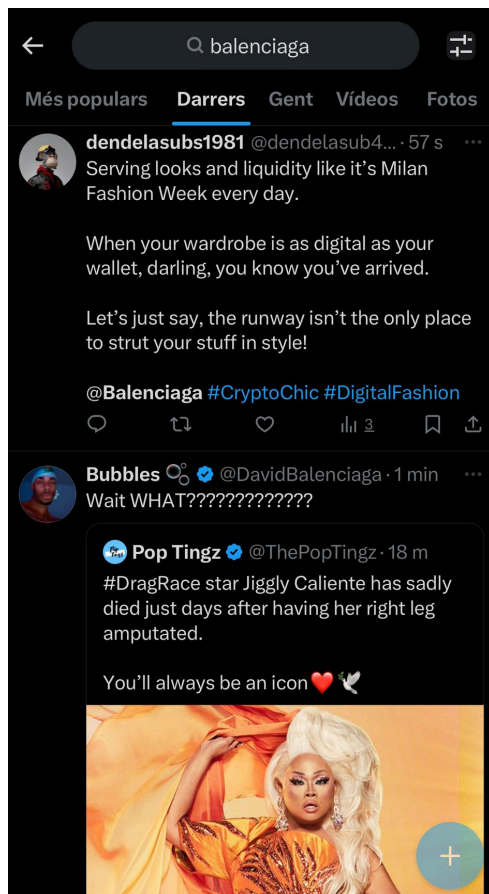 balenciaga
Més populars Darrers Gent Vídeos Fotos
dendelasubs1981 @dendelasub4... · 57 s
Serving looks and liquidity like it’s Milan
Fashion Week every day.
When your wardrobe is as digital as your
wallet, darling, you know you’ve arrived.
Let’s just say, the runway isn’t the only place
to strut your stuff in style!
@Balenciaga #CryptoChic #DigitalFashion
3
Bubbles @DavidBalenciaga · 1 min
Wait WHAT?????????????
Pop Tingz @ThePopTingz · 18 m
#DragRace star Jiggly Caliente has sadly
died just days after having her right leg
amputated.
You’ll always be an icon❤️🕊️